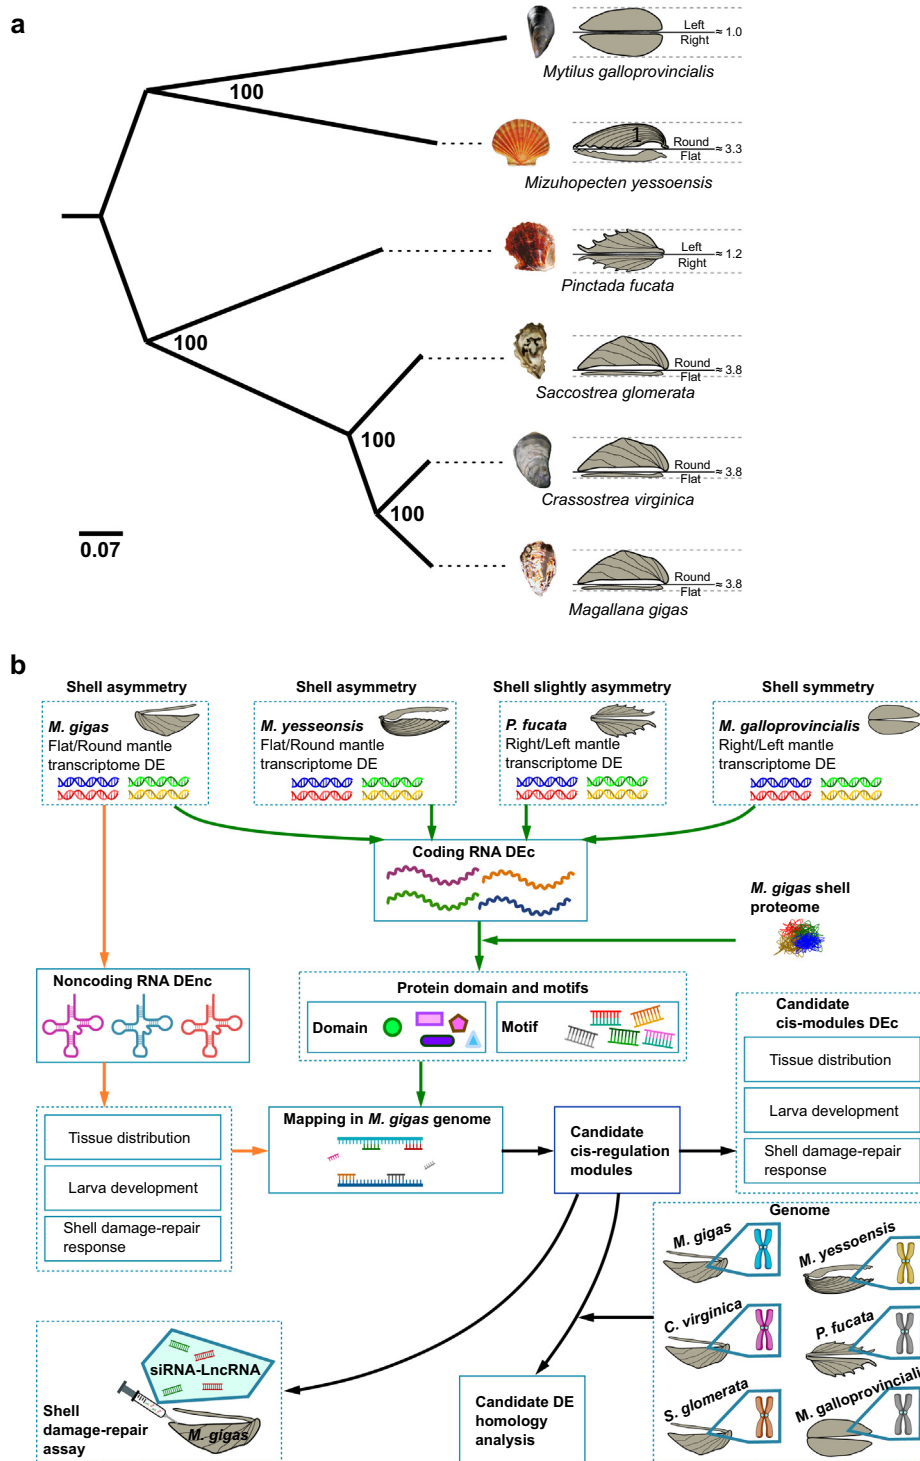 a
Left
Right
≈ 1.0
Mytilus galloprovincialis
100
1
Round
Flat
≈ 3.3
Mizuhopecten yessoensis
Left
Right
≈ 1.2
Pinctada fucata
100
Round
Flat
≈ 3.8
Saccostrea glomerata
100
Round
Flat
≈ 3.8
Crassostrea virginica
100
0.07
Round
Flat
≈ 3.8
Magallana gigas
b
Shell asymmetry
M. gigas
Flat/Round mantle
transcriptome DE
Shell asymmetry
M. yesseonsis
Flat/Round mantle
transcriptome DE
Shell slightly asymmetry
P. fucata
Right/Left mantle
transcriptome DE
Shell symmetry
M. galloprovincialis
Right/Left mantle
transcriptome DE
Coding RNA DEc
M. gigas shell
proteome
Noncoding RNA DEnc
Protein domain and motifs
Domain
Motif
Candidate
cis-modules DEc
Tissue distribution
Larva development
Shell damage-repair
response
Tissue distribution
Larva development
Shell damage-repair
response
Mapping in M. gigas genome
Candidate
cis-regulation
modules
Genome
M. gigas
M. yessoensis
C. virginica
P. fucata
S. glomerata
M. galloprovincialis
siRNA-LncRNA
Shell
damage-repair
assay
M. gigas
Candidate DE
homology
analysis